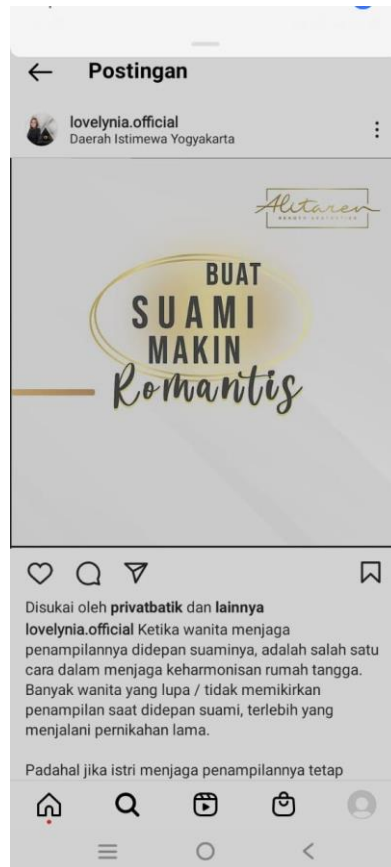 Postingan
lovelynia.official
Daerah Istimewa Yogyakarta
Alitaren
BUAT
SUAMI
MAKIN
Romantis
Disukai oleh privatbatik dan lainnya
lovelynia.official Ketika wanita menjaga
penampilannya didepan suaminya, adalah salah satu
cara dalam menjaga keharmonisan rumah tangga.
Banyak wanita yang lupa / tidak memikirkan
penampilan saat didepan suami, terlebih yang
menjalani pernikahan lama.
Padahal jika istri menjaga penampilannya tetap